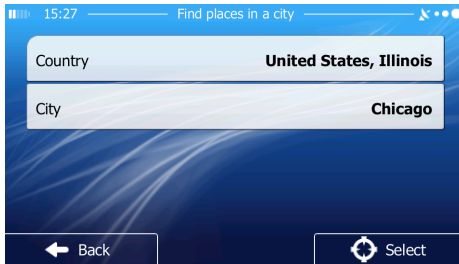 15:27 Find places in a city
Country United States, Illinois
City Chicago
Back Select